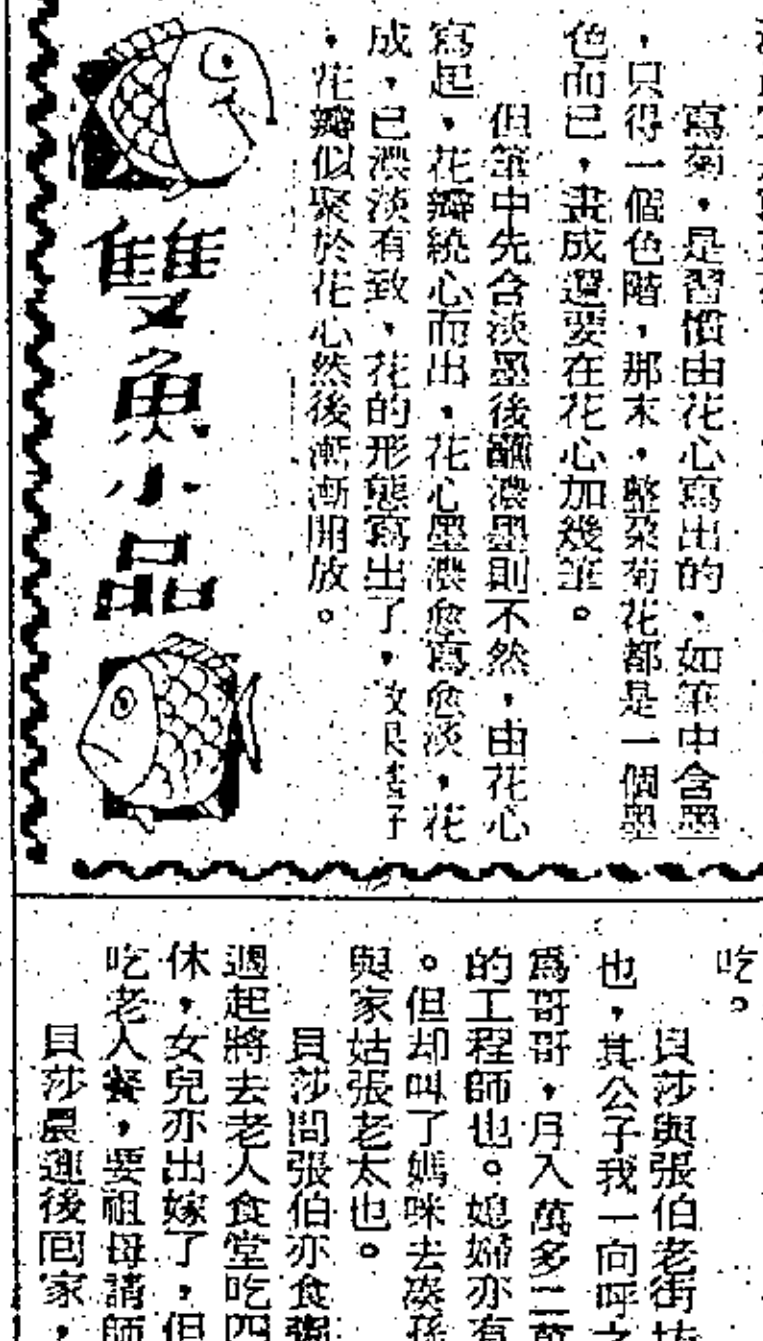 寫菊，是習慣由花心寫出的，如筆中含墨
，只得一個色階，那末，整朵菊花都是一個墨
色而已，畫成還要在花心加幾筆。
但筆中先含淡墨後蘸濃墨則不然，由花心
寫起，花瓣繞心而出，花心墨濃愈寫愈淡，花
成，已濃淡有致，花的形態寫出了，
，花瓣似聚於花心然後漸漸開放。
雙魚小品
吃。
貝莎與張伯老街坊
也，其公子我一向呼之
爲哥哥，月入萬多二萬
的工程師也。媳婦亦有
。但却叫了媽咪去湊孫
與家姑張老太也。
貝莎問張伯亦食粥
週起將去老人食堂吃四
休，女兒亦出嫁了，但
吃老人餐，要祖母請師
貝莎晨運後回家，